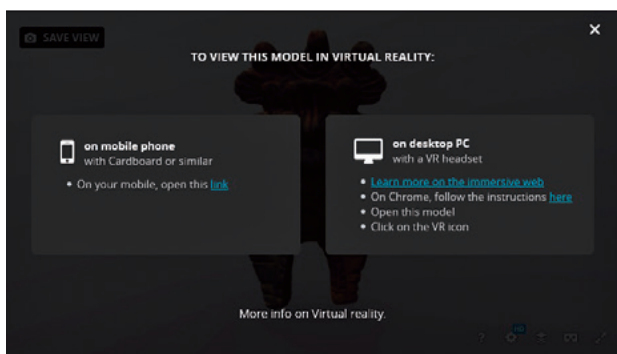 SAVE VIEW
TO VIEW THIS MODEL IN VIRTUAL REALITY:
on mobile phone
with Cardboard or similar
• On your mobile, open this link
on desktop PC
with a VR headset
• Learn more on the immersive web
• On Chrome, follow the instructions here
• Open this model
• Click on the VR icon
More info on Virtual reality.
?
HD